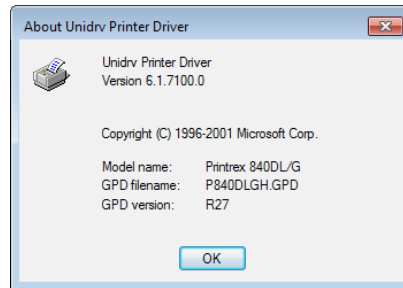 About Unidrv Printer Driver
Unidrv Printer Driver
Version 6.1.7100.0
Copyright (C) 1996-2001 Microsoft Corp.
Model name: Printrex 840DL/G
GPD filename: P840DLGH.GPD
GPD version: R27
OK